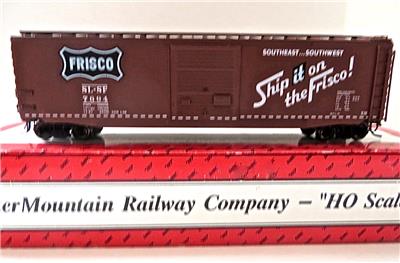 FRISCO
SL-SF
7004
SOUTHEAST....SOUTHWEST
Ship it on
the Frisco!
erMountain Railway Company – "HO Scal